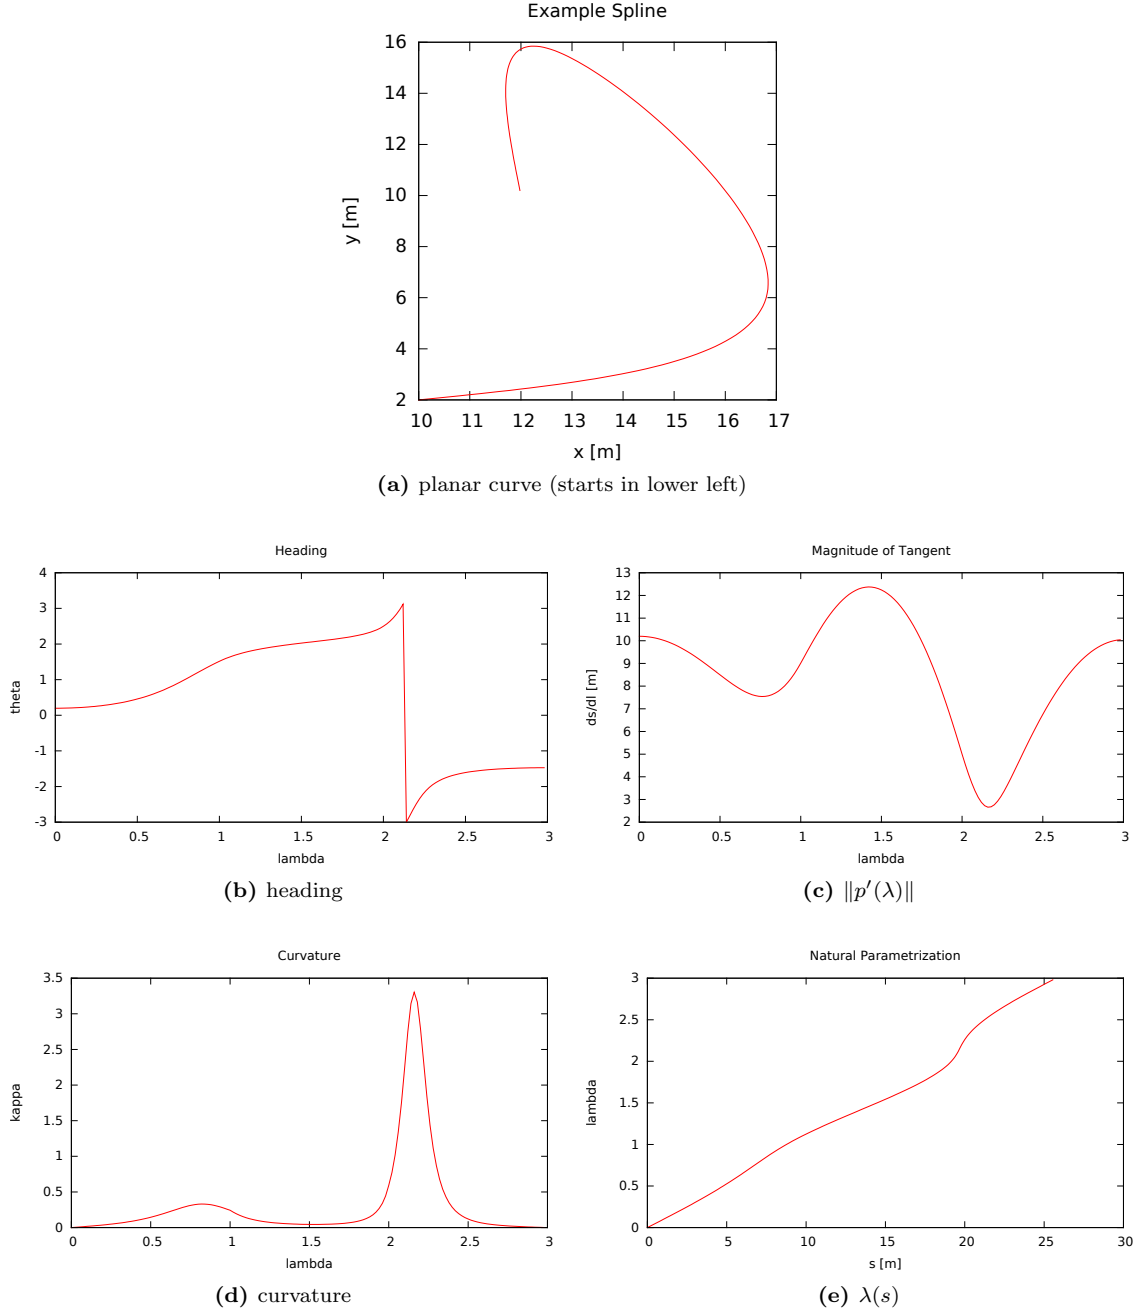 Example Spline
16
14
12
10
8
6
4
2
y [m]
10 11 12 13 14 15 16 17
x [m]
(a) planar curve (starts in lower left)
Heading
4
3
2
1
0
-1
-2
-3
theta
0 0.5 1 1.5 2 2.5 3
lambda
(b) heading
Magnitude of Tangent
13
12
11
10
9
8
7
6
5
4
3
2
ds/dl [m]
0 0.5 1 1.5 2 2.5 3
lambda
(c) ‖p′(λ)‖
Curvature
3.5
3
2.5
2
1.5
1
0.5
0
kappa
0 0.5 1 1.5 2 2.5 3
lambda
(d) curvature
Natural Parametrization
3
2.5
2
1.5
1
0.5
0
lambda
0 5 10 15 20 25 30
s [m]
(e) λ(s)